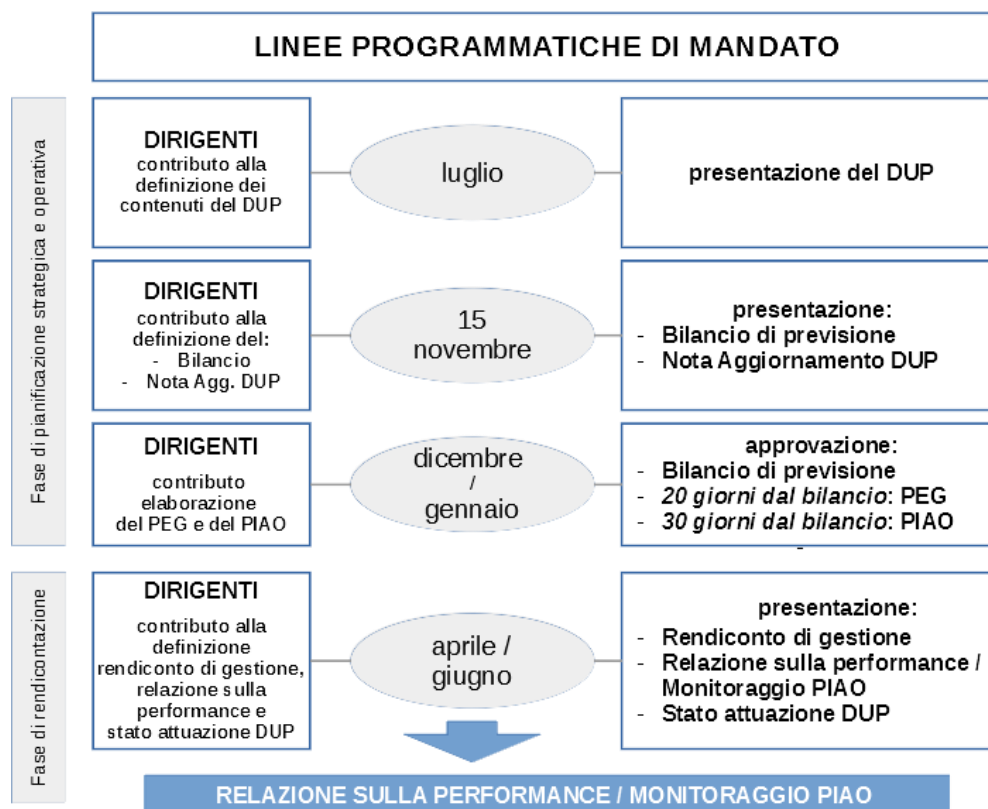 LINEE PROGRAMMATICHE DI MANDATO
Fase di pianificazione strategica e operativa
DIRIGENTI
contributo alla
definizione dei
contenuti del DUP
luglio
presentazione del DUP
DIRIGENTI
contributo alla
definizione del:
- Bilancio
- Nota Agg. DUP
15
novembre
presentazione:
- Bilancio di previsione
- Nota Aggiornamento DUP
DIRIGENTI
contributo
elaborazione
del PEG e del PIAO
dicembre
/
gennaio
approvazione:
- Bilancio di previsione
- 20 giorni dal bilancio: PEG
- 30 giorni dal bilancio: PIAO
-
Fase di rendicontazione
DIRIGENTI
contributo alla
definizione
rendiconto di gestione,
relazione sulla
performance e
stato attuazione DUP
aprile /
giugno
presentazione:
- Rendiconto di gestione
- Relazione sulla performance /
Monitoraggio PIAO
- Stato attuazione DUP
RELAZIONE SULLA PERFORMANCE / MONITORAGGIO PIAO